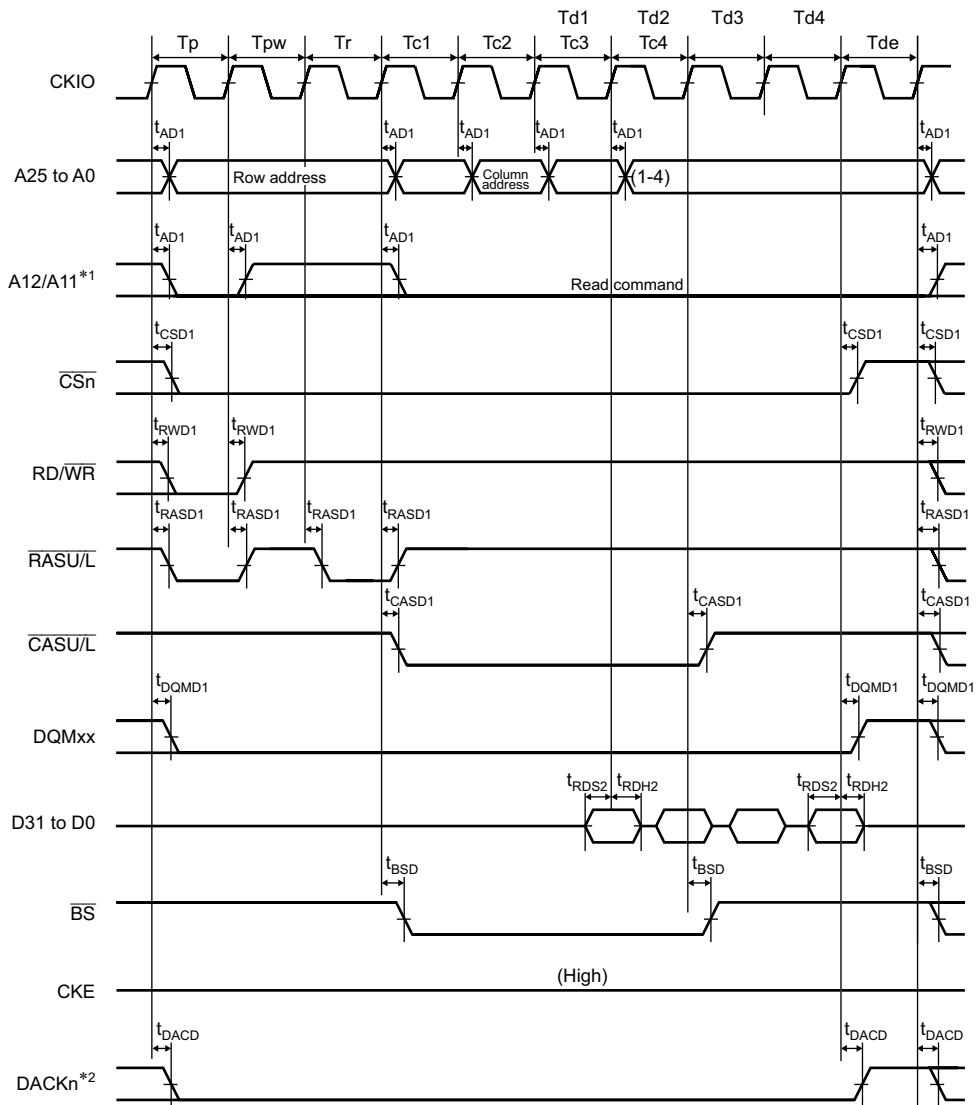 Td1 Td2 Td3 Td4
Tp Tpw Tr Tc1 Tc2 Tc3 Tc4 Tde
CKIO
tAD1 tAD1 tAD1 tAD1 tAD1 tAD1
A25 to A0 Row address Column address (1-4)
tAD1 tAD1 tAD1 tAD1
A12/A11*1 Read command
tCSD1 tCSD1 tCSD1
CSn
tRWD1 tRWD1 tRWD1
RD/WR
tRASD1 tRASD1 tRASD1 tRASD1 tRASD1
RASU/L
tCASD1 tCASD1 tCASD1
CASU/L
tDQMD1 tDQMD1 tDQMD1
DQMxx
tRDS2 tRDH2 tRDS2 tRDH2
D31 to D0
tBSD tBSD tBSD
BS
(High)
CKE
tDACD tDACD tDACD
DACKn*2